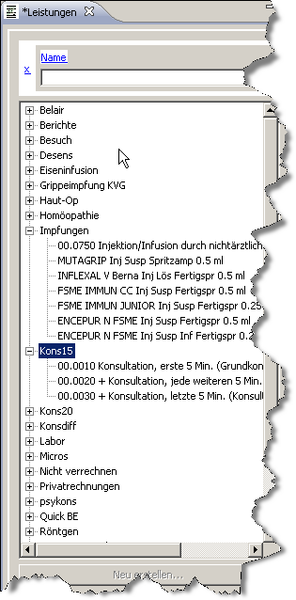 *Leistungen
Name
x
Belair
Berichte
Besuch
Desens
Eiseninfusion
Grippeimpfung KVG
Haut-Op
Homöopathie
Impfungen
00.0750 Injektion/Infusion durch nichtärztlich
MUTAGRIP Inj Susp Spritzamp 0.5 ml
INFLEXAL V Berna Inj Lös Fertigspr 0.5 ml
FSME IMMUN CC Inj Susp Fertigspr 0.5 ml
FSME IMMUN JUNIOR Inj Susp Fertigspr 0.25
ENCEPUR N FSME Inj Susp Fertigspr 0.5 ml
ENCEPUR N FSME Inj Susp Inf Fertigspr 0.2
Kons15
00.0010 Konsultation, erste 5 Min. (Grundkon
00.0020 + Konsultation, jede weiteren 5 Min.
00.0030 + Konsultation, letzte 5 Min. (Konsul
Kons20
Konsdiff
Labor
Micros
Nicht verrechnen
Privatrechnungen
psykons
Quick BE
Röntgen
Neu erstellen...